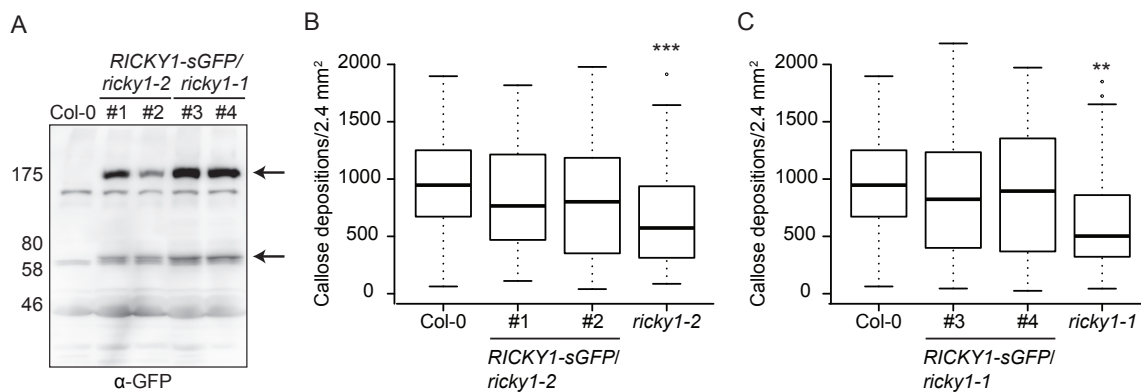 A
RICKY1-sGFP/
ricky1-2 ricky1-1
Col-0 #1 #2 #3 #4
175
80
58
46
α-GFP
B
***
Callose depositions/2.4 mm²
2000
1500
1000
500
0
Col-0 #1 #2 ricky1-2
RICKY1-sGFP/
ricky1-2
C
**
Callose depositions/2.4 mm²
2000
1500
1000
500
0
Col-0 #3 #4 ricky1-1
RICKY1-sGFP/
ricky1-1